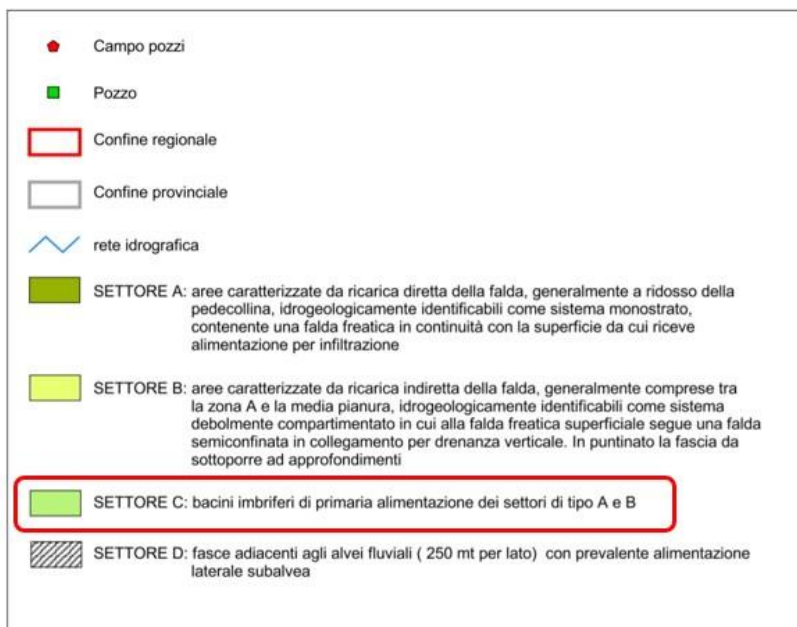 Campo pozzi
Pozzo
Confine regionale
Confine provinciale
rete idrografica
SETTORE A: aree caratterizzate da ricarica diretta della falda, generalmente a ridosso della
pedecollina, idrogeologicamente identificabili come sistema monostrato,
contenente una falda freatica in continuità con la superficie da cui riceve
alimentazione per infiltrazione
SETTORE B: aree caratterizzate da ricarica indiretta della falda, generalmente comprese tra
la zona A e la media pianura, idrogeologicamente identificabili come sistema
debolmente compartimentato in cui alla falda freatica superficiale segue una falda
semiconfinata in collegamento per drenanza verticale. In puntinato la fascia da
sottoporre ad approfondimenti
SETTORE C: bacini imbriferi di primaria alimentazione dei settori di tipo A e B
SETTORE D: fasce adiacenti agli alvei fluviali ( 250 mt per lato) con prevalente alimentazione
laterale subalvea